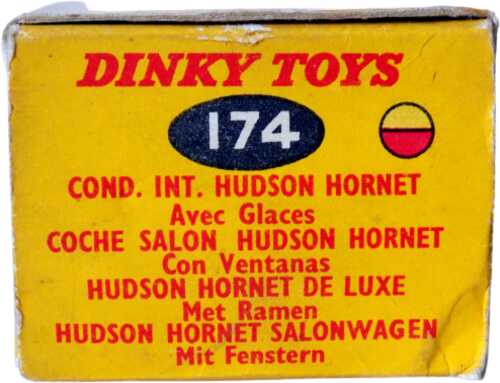 DINKY TOYS
174
COND. INT. HUDSON HORNET
Avec Glaces
COCHE SALON HUDSON HORNET
Con Ventanas
HUDSON HORNET DE LUXE
Met Ramen
HUDSON HORNET SALONWAGEN
Mit Fenstern